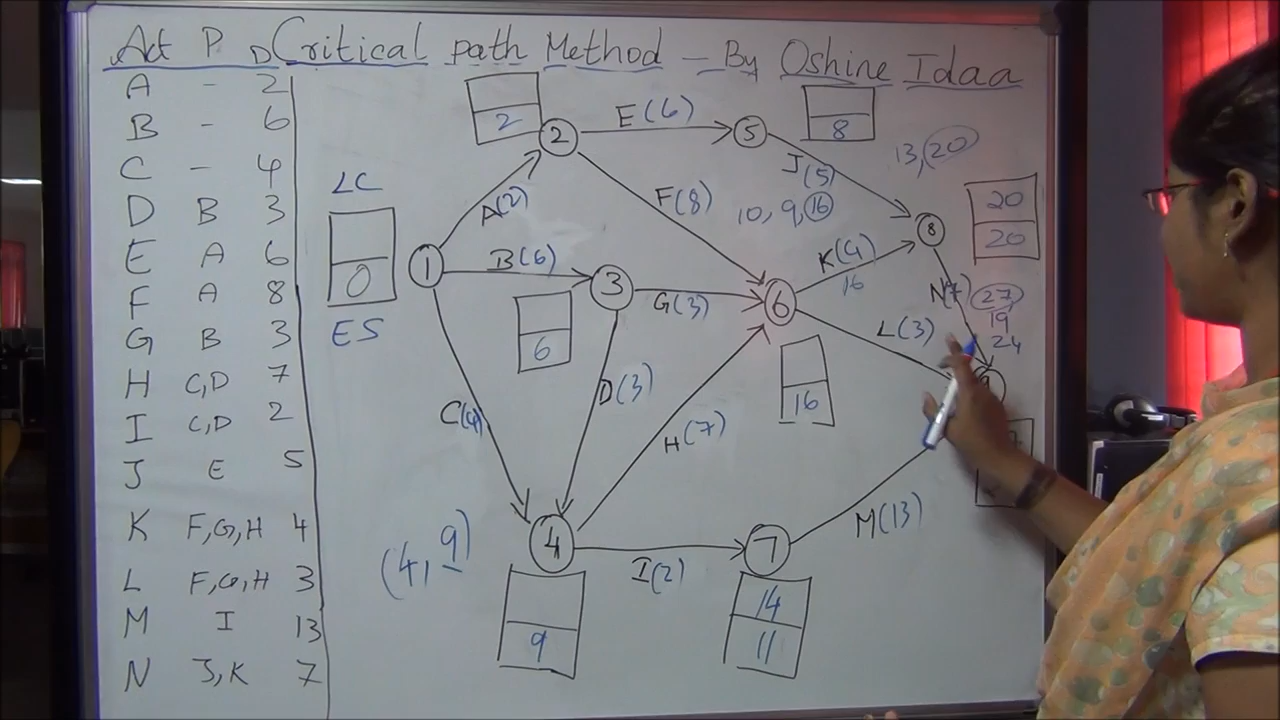 Act P D Critical path Method - By Oshine Idaa
A - 2
B - 6
C - 4
D B 3
E A 6
F A 8
G B 3
H C,D 7
I C,D 2
J E 5
K F,G,H 4
L F,G,H 3
M I 13
N J,K 7
LC
0
ES
1
A(2)
B(6)
C(4)
2
2
E(6)
5
8
F(8)
J(5)
13, 20
10, 9, 16
3
6
G(3)
D(3)
6
16
K(4)
16
8
20
20
N(7)
27
19
24
L(3)
H(7)
(4, 9)
4
9
I(2)
7
14
11
M(13)
7